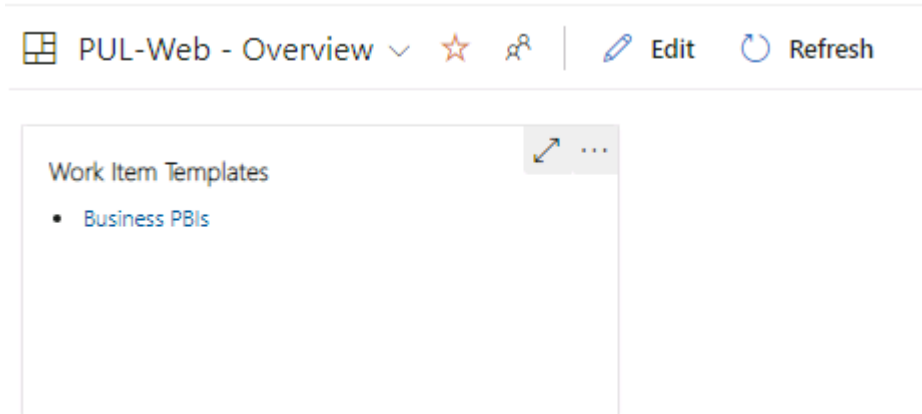 PUL-Web - Overview Edit Refresh
Work Item Templates
• Business PBIs